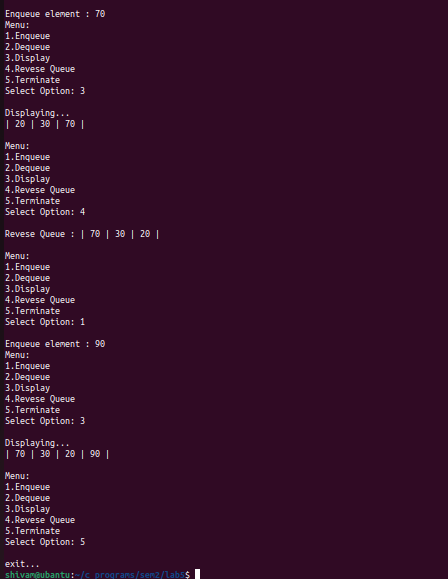 Enqueue element : 70
Menu:
1.Enqueue
2.Dequeue
3.Display
4.Revese Queue
5.Terminate
Select Option: 3
Displaying...
| 20 | 30 | 70 |
Menu:
1.Enqueue
2.Dequeue
3.Display
4.Revese Queue
5.Terminate
Select Option: 4
Revese Queue : | 70 | 30 | 20 |
Menu:
1.Enqueue
2.Dequeue
3.Display
4.Revese Queue
5.Terminate
Select Option: 1
Enqueue element : 90
Menu:
1.Enqueue
2.Dequeue
3.Display
4.Revese Queue
5.Terminate
Select Option: 3
Displaying...
| 70 | 30 | 20 | 90 |
Menu:
1.Enqueue
2.Dequeue
3.Display
4.Revese Queue
5.Terminate
Select Option: 5
exit...
shivam@ubuntu:~/c programs/sem2/lab5$